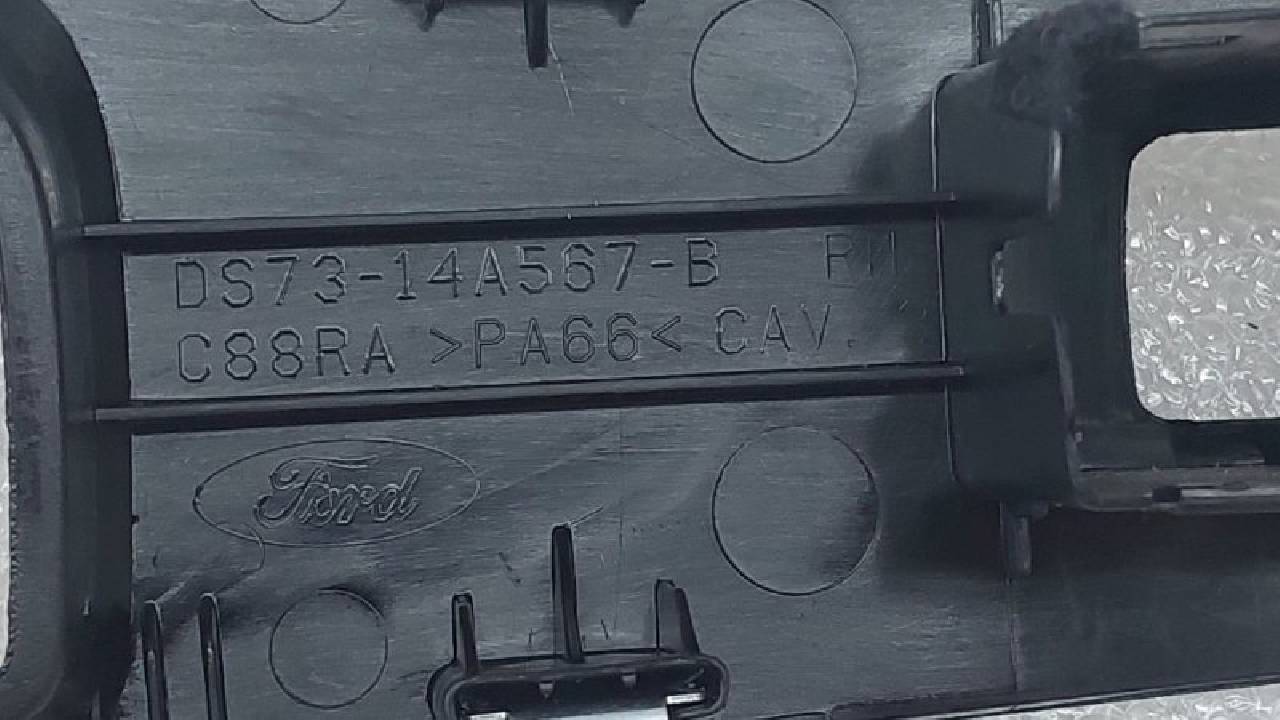 DS73-14A567-B RH
C88RA >PA66< CAV.
Ford